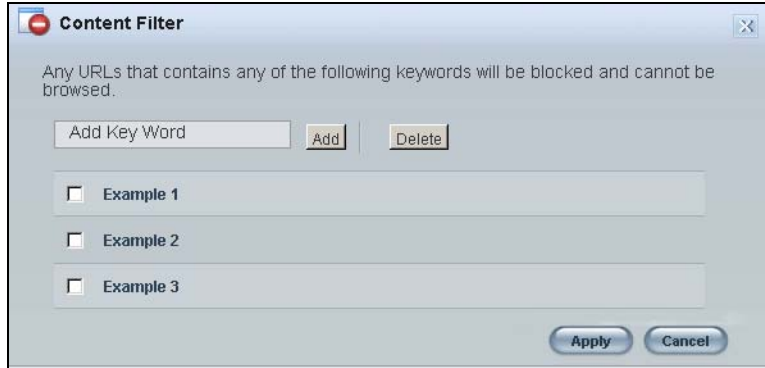 Content Filter
Any URLs that contains any of the following keywords will be blocked and cannot be
browsed.
Add Key Word Add Delete
Example 1
Example 2
Example 3
Apply Cancel